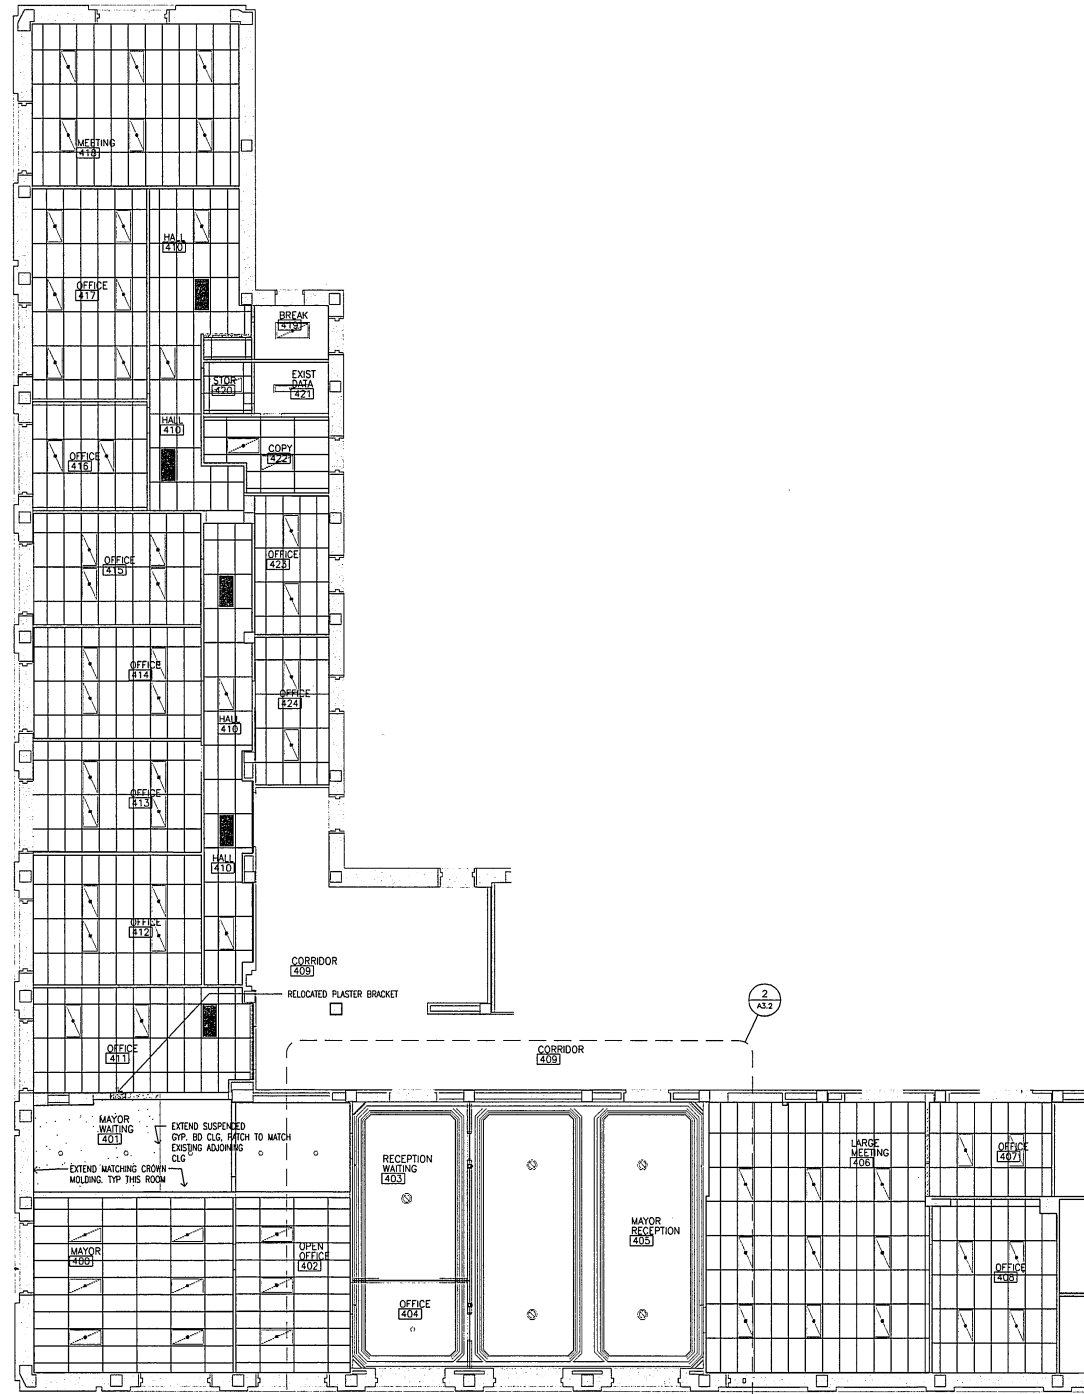 MEETING
418
HALL
410
OFFICE
417
BREAK
419
EXIST
DATA
421
STOR
420
HALL
410
COPY
422
OFFICE
416
OFFICE
415
OFFICE
423
OFFICE
414
OFFICE
424
HALL
410
OFFICE
413
HALL
410
OFFICE
412
CORRIDOR
409
RELOCATED PLASTER BRACKET
2
A3.2
OFFICE
411
CORRIDOR
409
MAYOR
WAITING
401
EXTEND SUSPENDED
GYP. BD CLG, PATCH TO MATCH
EXISTING ADJOINING
CLG
EXTEND MATCHING CROWN
MOLDING. TYP THIS ROOM
RECEPTION
WAITING
403
LARGE
MEETING
406
OFFICE
407
MAYOR
RECEPTION
405
MAYOR
400
OPEN
OFFICE
402
OFFICE
408
OFFICE
404